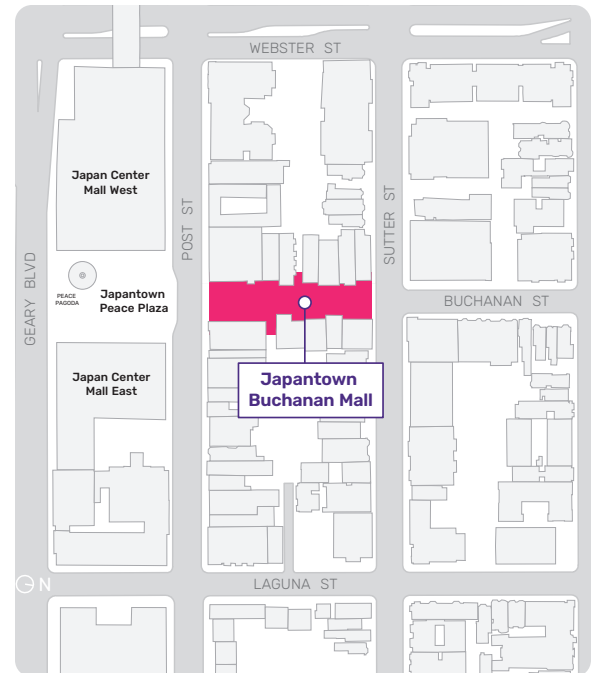 WEBSTER ST
Japan Center
Mall West
POST ST
SUTTER ST
GEARY BLVD
PEACE
PAGODA
Japantown
Peace Plaza
BUCHANAN ST
Japan Center
Mall East
Japantown
Buchanan Mall
N
LAGUNA ST